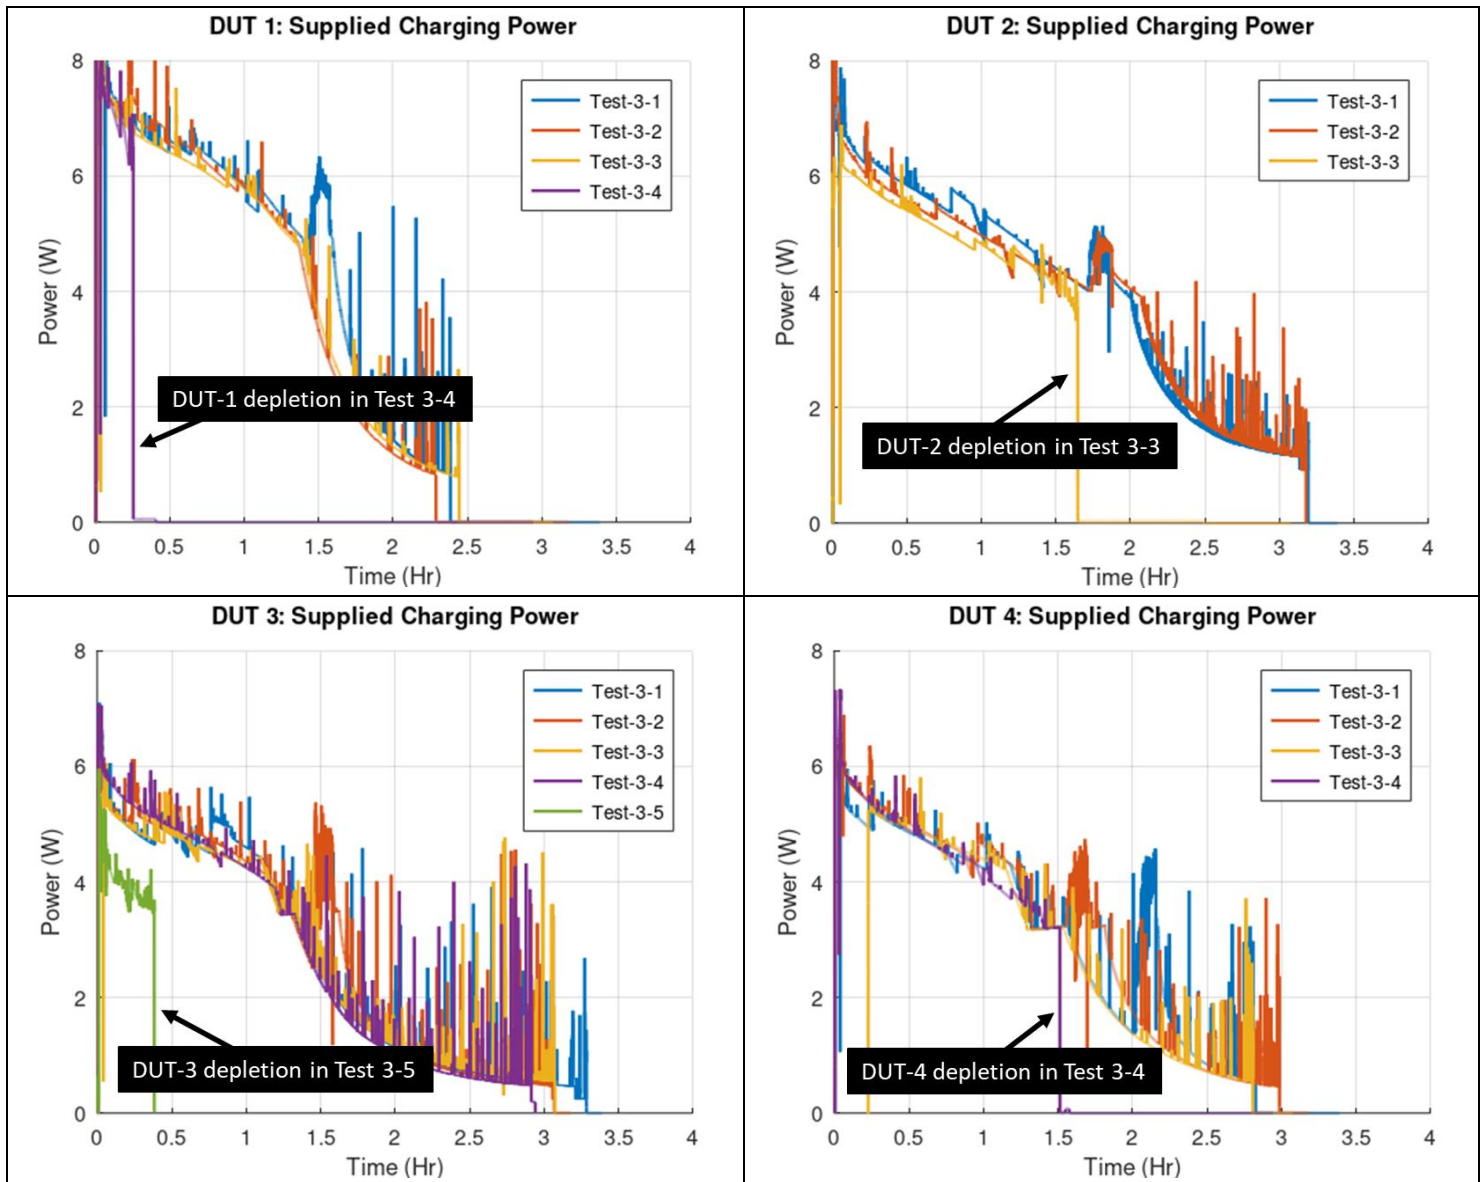 DUT 1: Supplied Charging Power
8
6
4
2
0
Power (W)
Test-3-1
Test-3-2
Test-3-3
Test-3-4
DUT-1 depletion in Test 3-4
0 0.5 1 1.5 2 2.5 3 3.5 4
Time (Hr)
DUT 2: Supplied Charging Power
8
6
4
2
0
Power (W)
Test-3-1
Test-3-2
Test-3-3
DUT-2 depletion in Test 3-3
0 0.5 1 1.5 2 2.5 3 3.5 4
Time (Hr)
DUT 3: Supplied Charging Power
8
6
4
2
0
Power (W)
Test-3-1
Test-3-2
Test-3-3
Test-3-4
Test-3-5
DUT-3 depletion in Test 3-5
0 0.5 1 1.5 2 2.5 3 3.5 4
Time (Hr)
DUT 4: Supplied Charging Power
8
6
4
2
0
Power (W)
Test-3-1
Test-3-2
Test-3-3
Test-3-4
DUT-4 depletion in Test 3-4
0 0.5 1 1.5 2 2.5 3 3.5 4
Time (Hr)